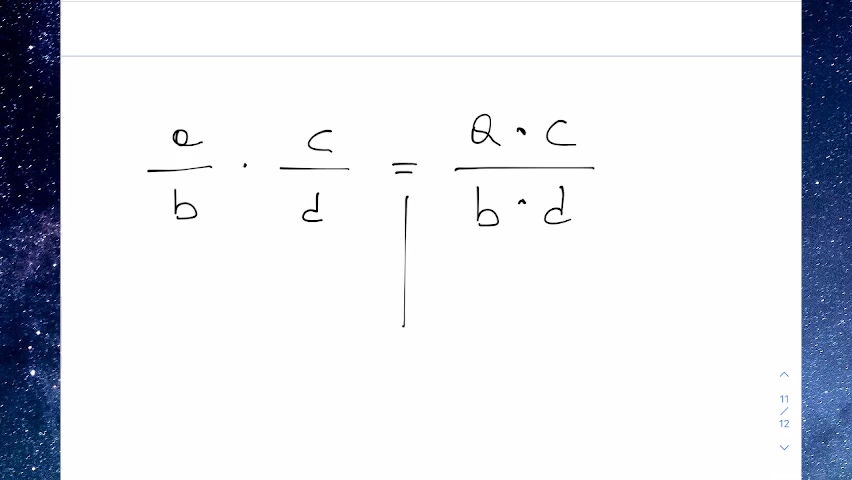 a/b · c/d = a · c / b · d
11
/
12